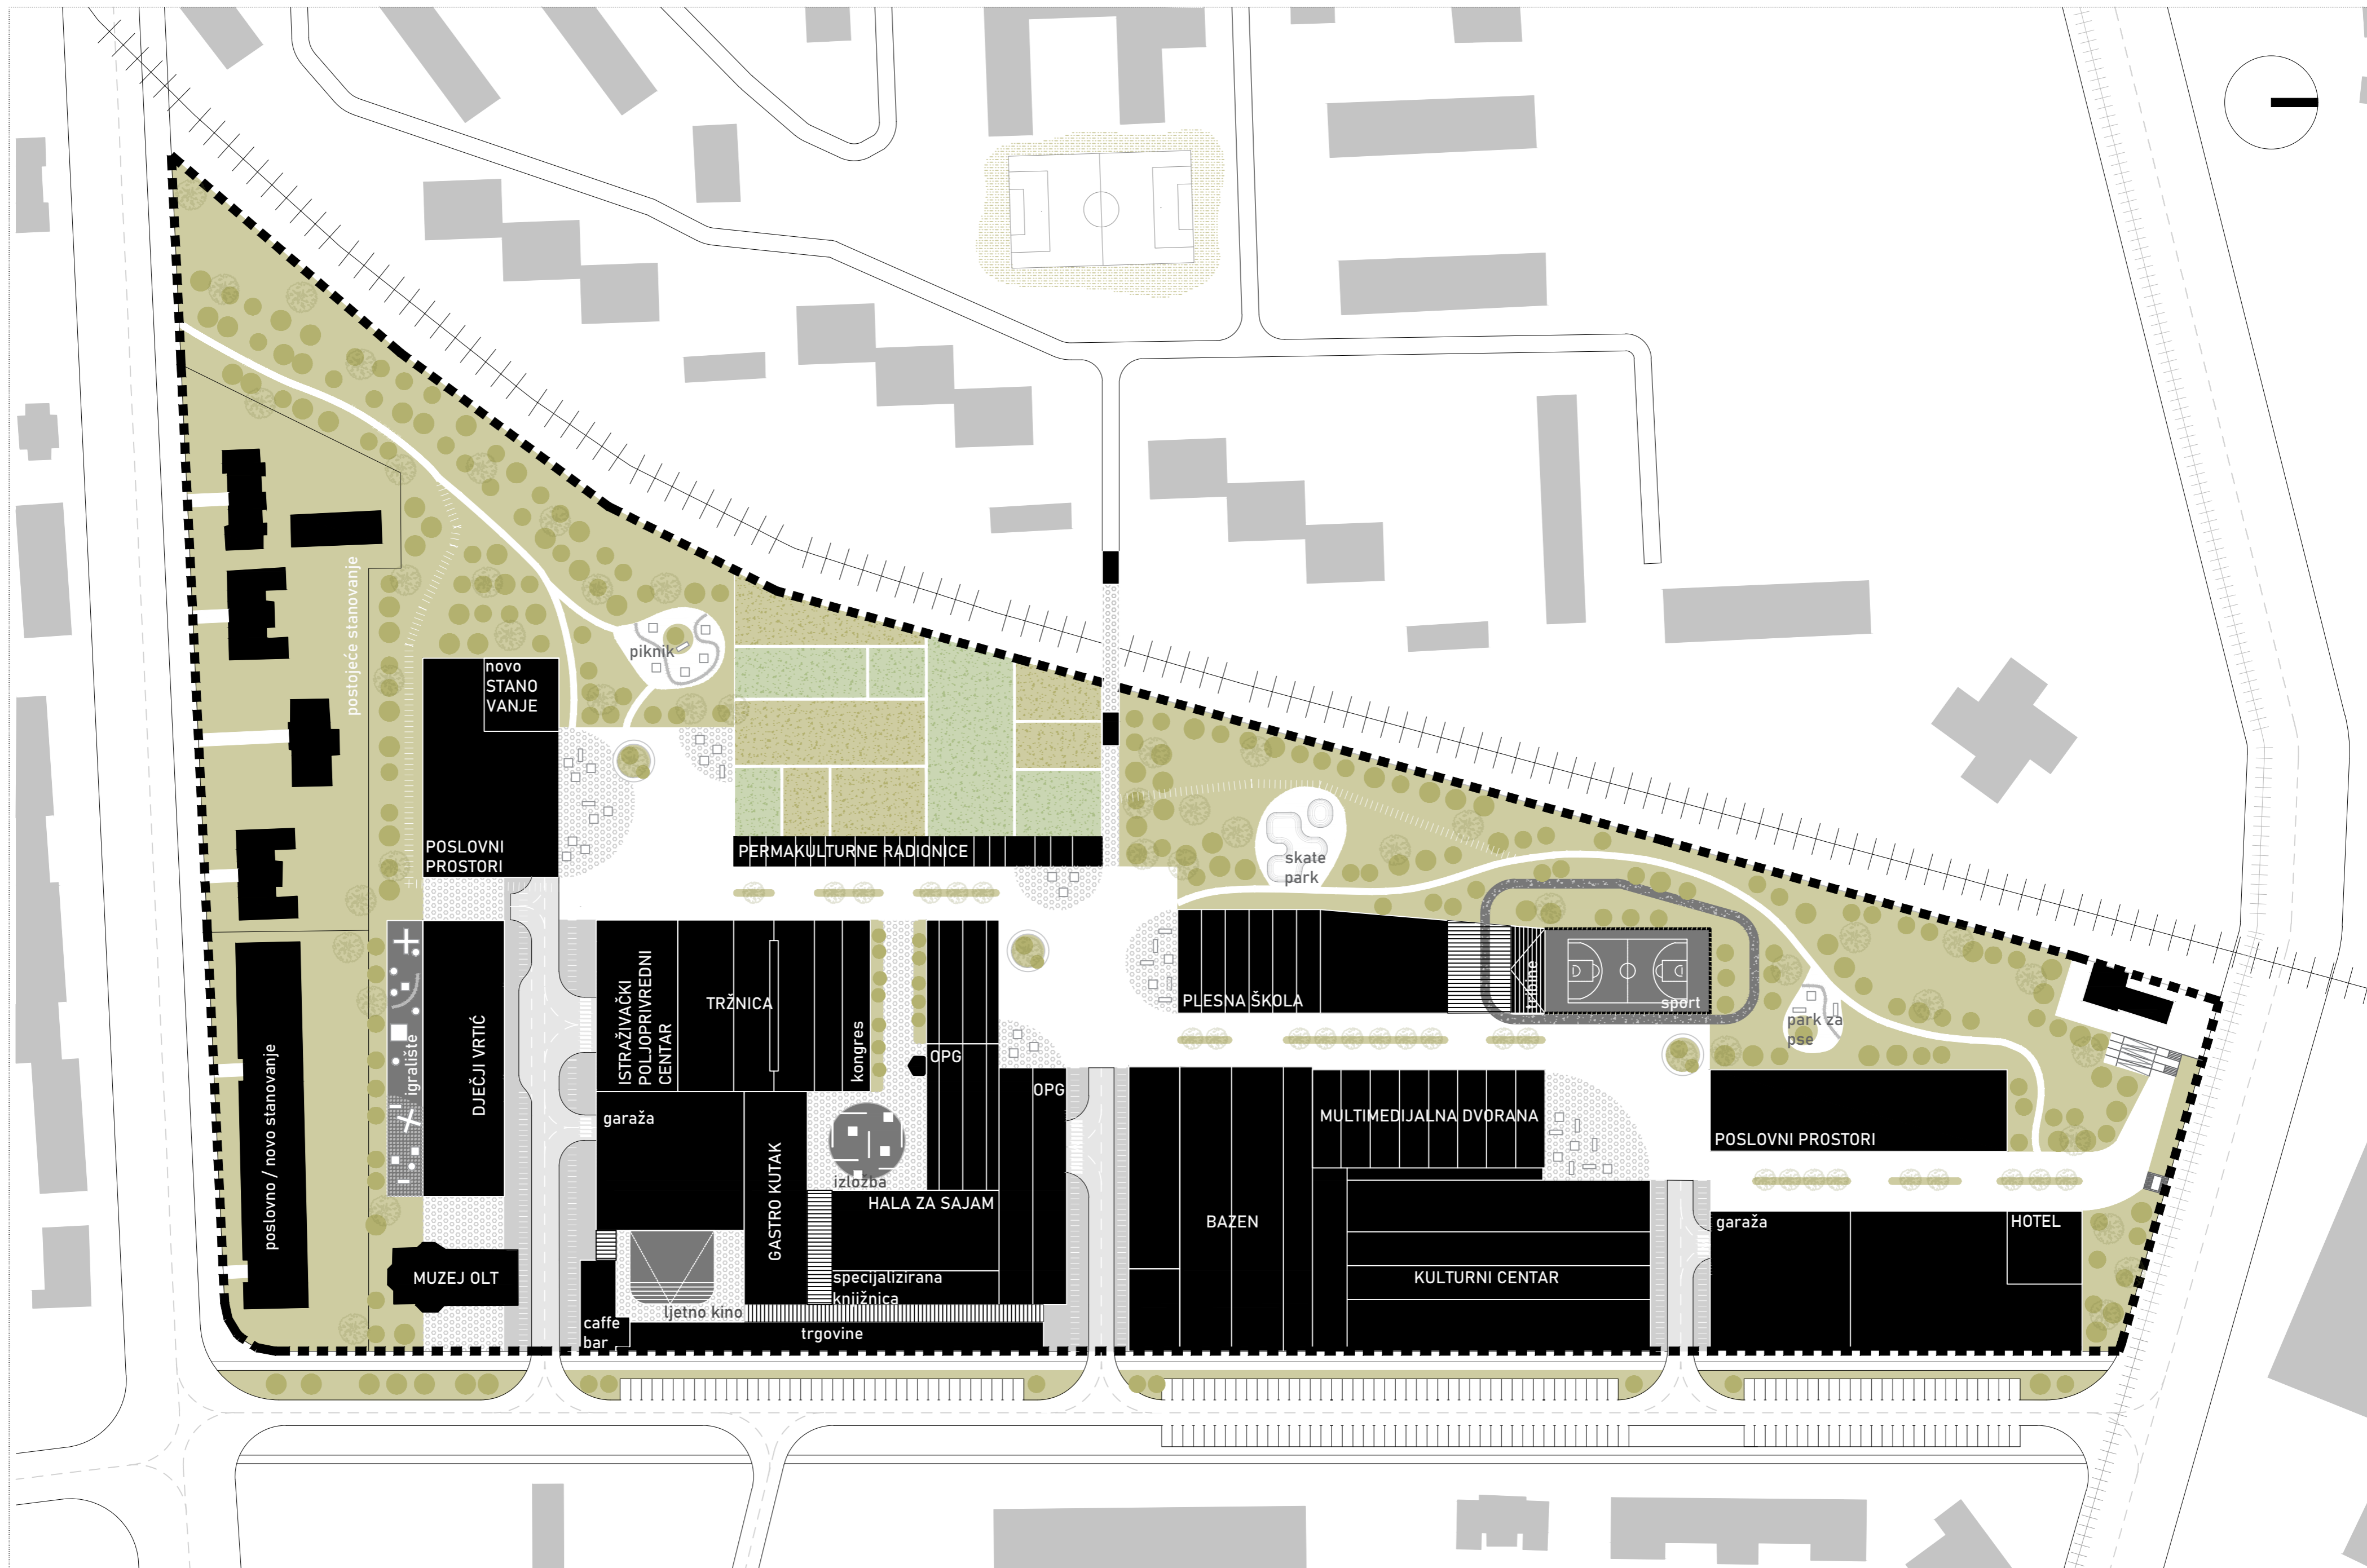 postojeće stanovanje
piknik
novo
STANO
VANJE
POSLOVNI
PROSTORI
PERMAKULTURNE RADIONICE
skate
park
igralište
DJEČJI VRTIĆ
ISTRAŽIVAČKI
POLJOPRIVREDNI
CENTAR
TRŽNICA
kongres
OPG
OPG
PLESNA ŠKOLA
tribine
sport
park za
pse
poslovno / novo stanovanje
garaža
GASTRO KUTAK
izložba
HALA ZA SAJAM
MULTIMEDIJALNA DVORANA
POSLOVNI PROSTORI
BAZEN
garaža
HOTEL
MUZEJ OLT
specijalizirana
knjižnica
KULTURNI CENTAR
ljetno kino
caffe
bar
trgovine